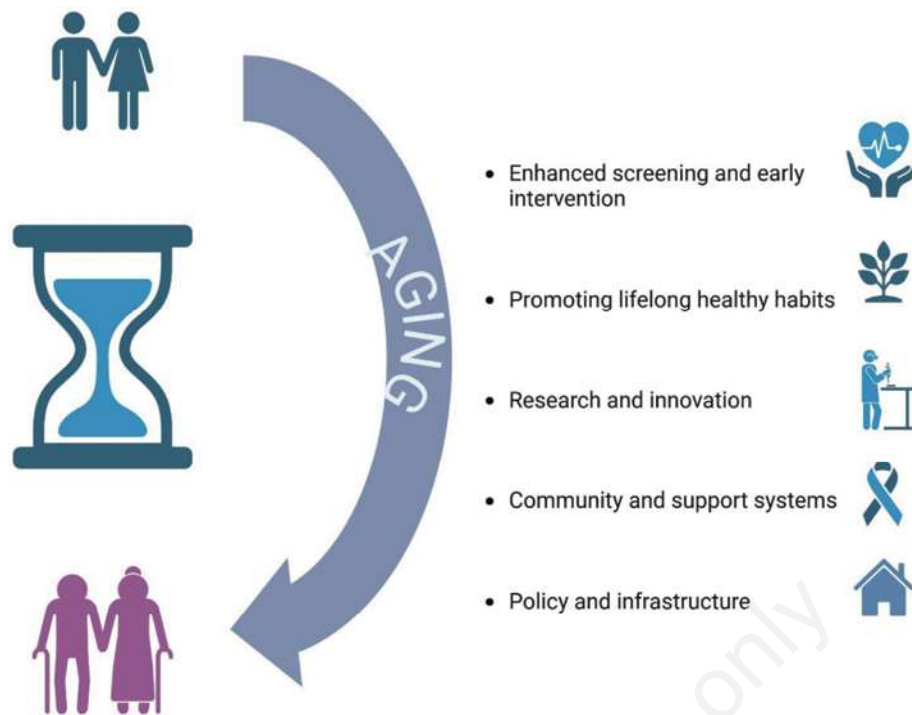 AGING
• Enhanced screening and early
intervention
• Promoting lifelong healthy habits
• Research and innovation
• Community and support systems
• Policy and infrastructure
only